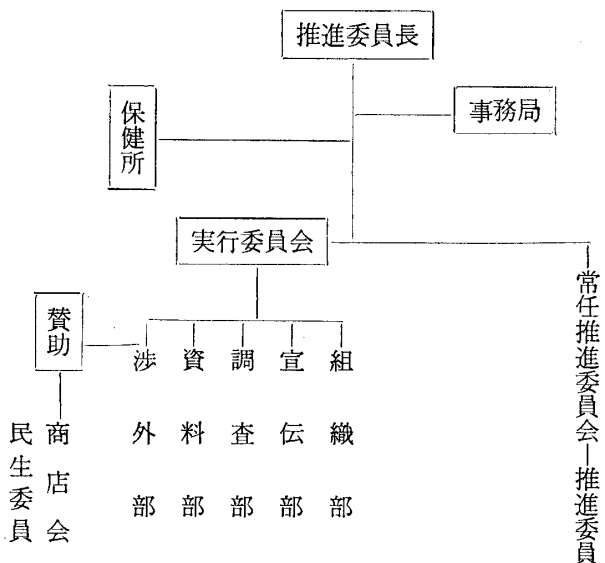 推進委員長
事務局
保健所
実行委員会
常任推進委員会―推進委員
組織部
宣伝部
調査部
資料部
渉外部
賛助
商店会
民生委員